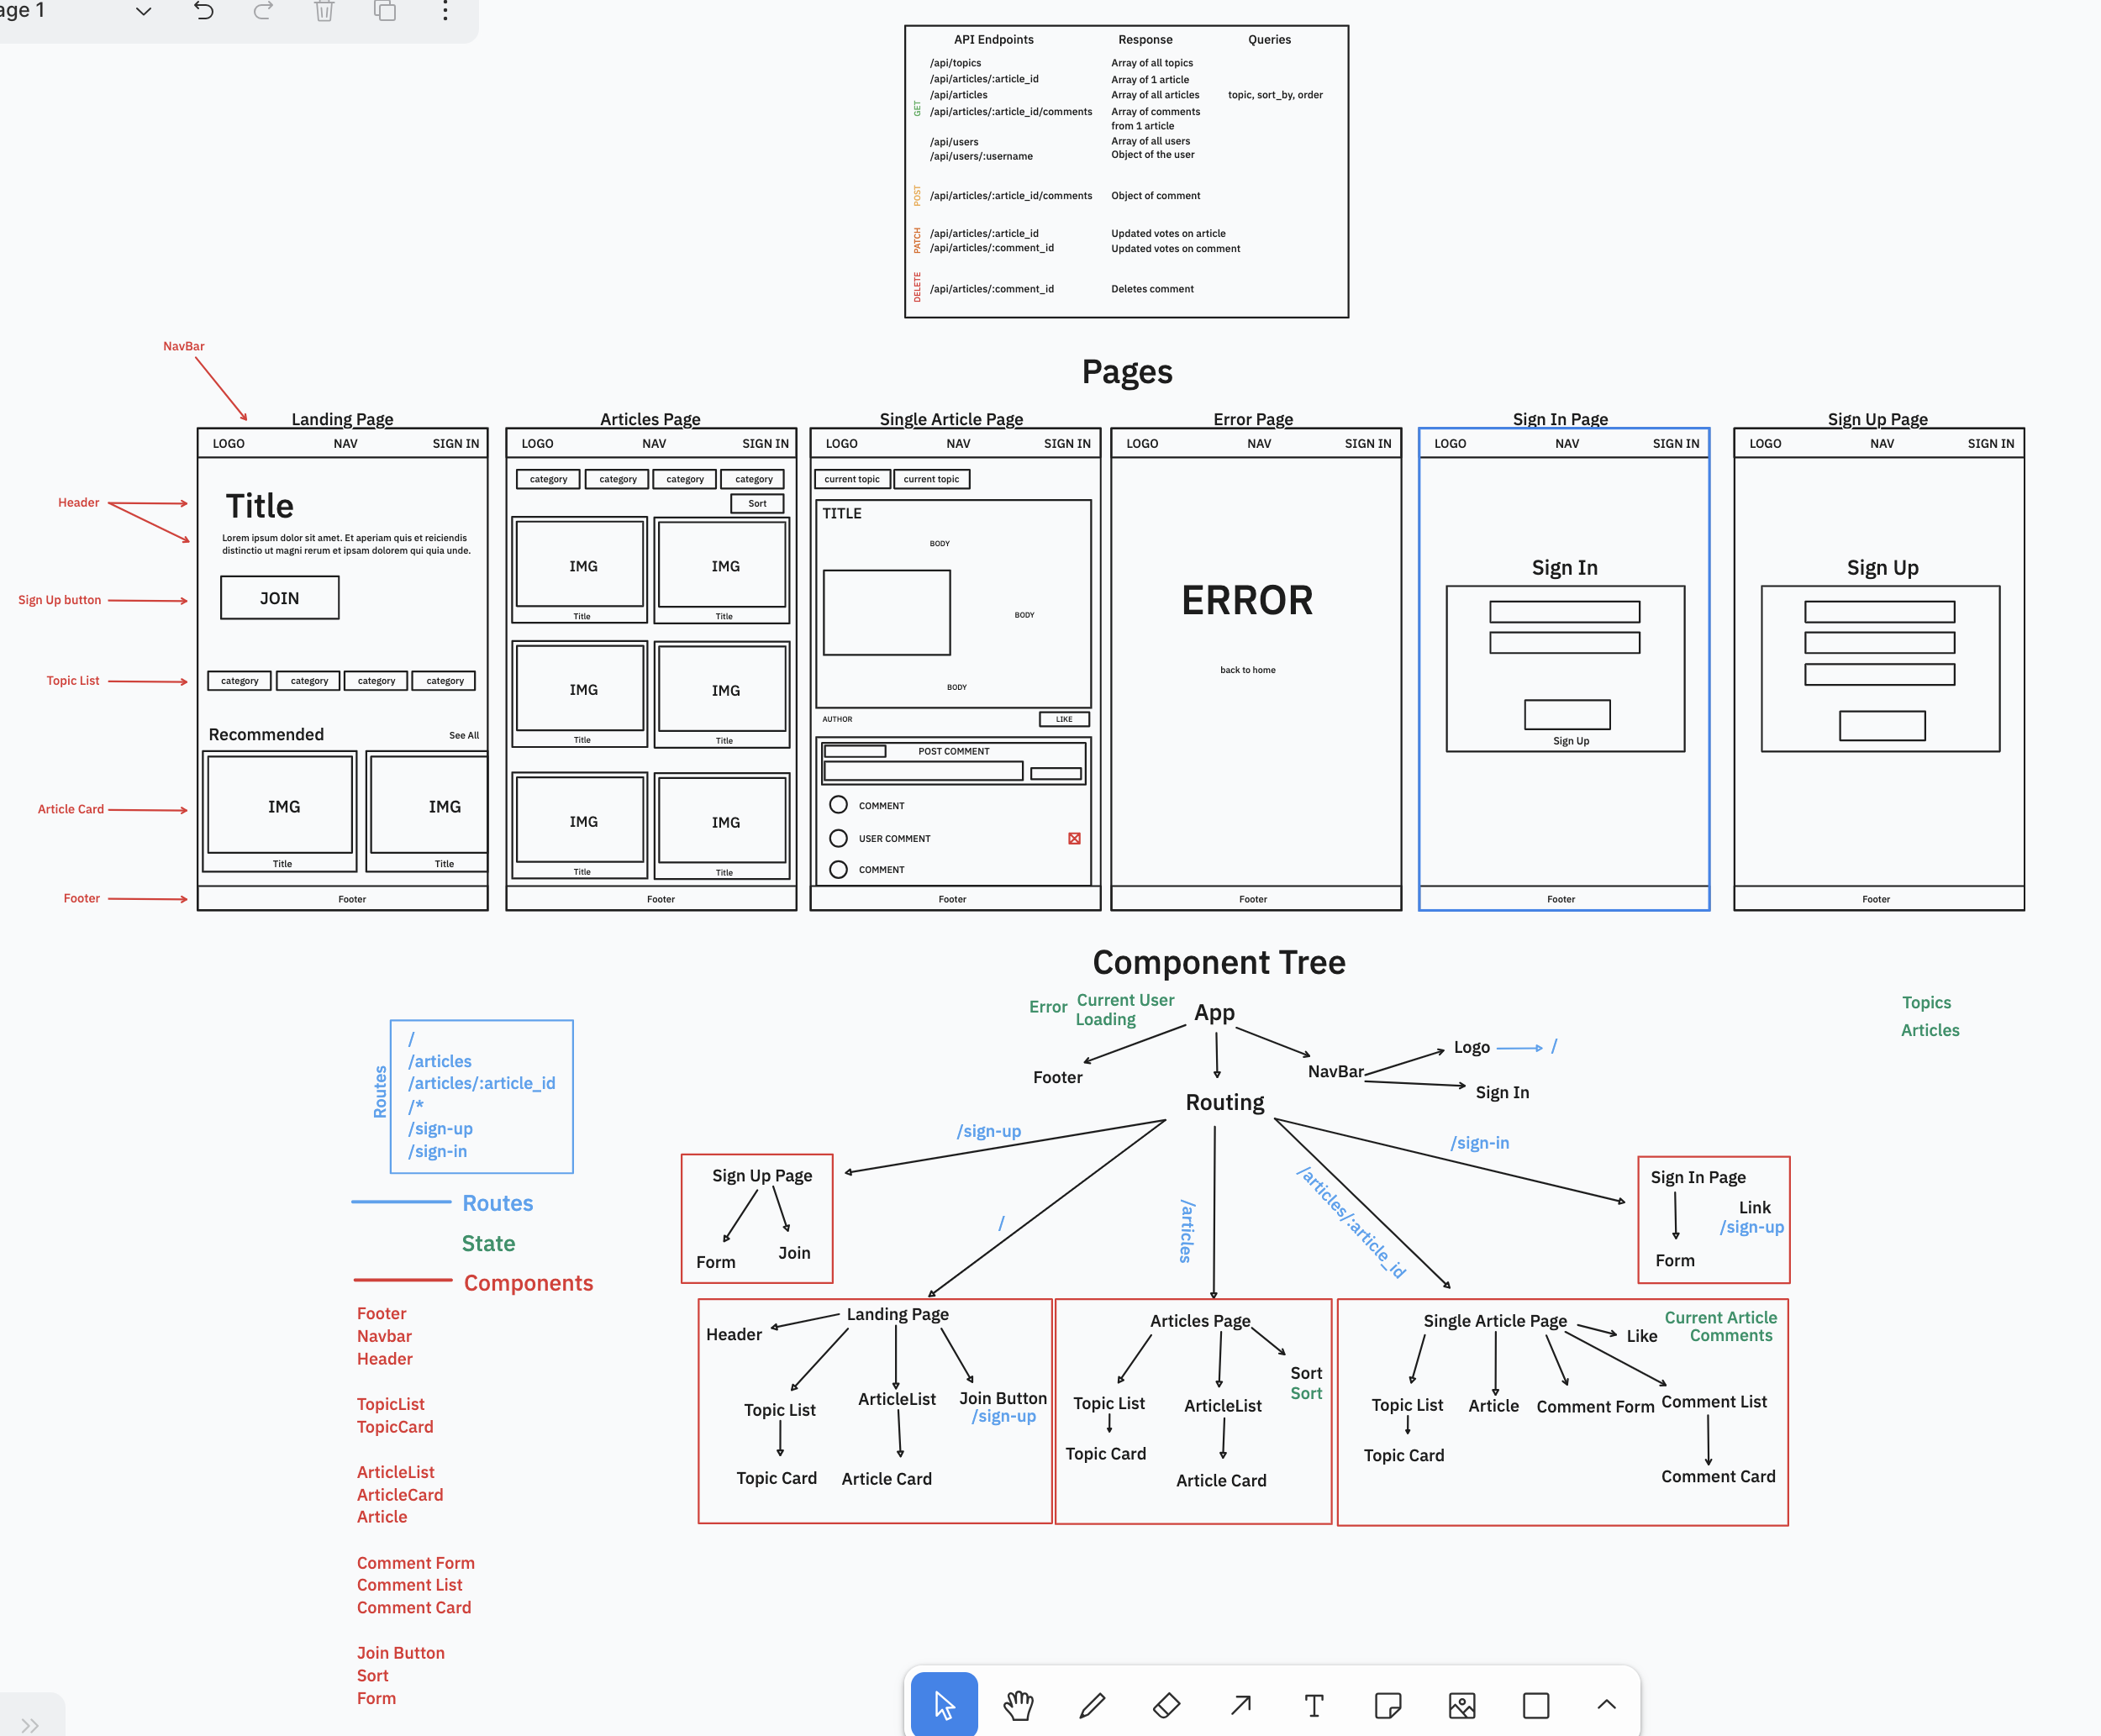 age 1
API Endpoints Response Queries
GET
/api/topics Array of all topics
/api/articles/:article_id Array of 1 article
/api/articles Array of all articles topic, sort_by, order
/api/articles/:article_id/comments Array of comments
from 1 article
/api/users Array of all users
/api/users/:username Object of the user
POST
/api/articles/:article_id/comments Object of comment
PATCH
/api/articles/:article_id Updated votes on article
/api/articles/:comment_id Updated votes on comment
DELETE
/api/articles/:comment_id Deletes comment
Pages
NavBar
Header
Sign Up button
Topic List
Article Card
Footer
Landing Page
LOGO NAV SIGN IN
Title
Lorem ipsum dolor sit amet. Et aperiam quis et reiciendis
distinctio ut magni rerum et ipsam dolorem qui quia unde.
JOIN
category category category category
Recommended See All
IMG IMG
Title Title
Footer
Articles Page
LOGO NAV SIGN IN
category category category category
Sort
IMG IMG
Title Title
IMG IMG
Title Title
IMG IMG
Title Title
Footer
Single Article Page
LOGO NAV SIGN IN
current topic current topic
TITLE
BODY
BODY
BODY
AUTHOR LIKE
POST COMMENT
COMMENT
USER COMMENT
COMMENT
Footer
Error Page
LOGO NAV SIGN IN
ERROR
back to home
Footer
Sign In Page
LOGO NAV SIGN IN
Sign In
Sign Up
Footer
Sign Up Page
LOGO NAV SIGN IN
Sign Up
Footer
Component Tree
Routes
/
/articles
/articles/:article_id
/*
/sign-up
/sign-in
Routes
State
Components
Footer
Navbar
Header
TopicList
TopicCard
ArticleList
ArticleCard
Article
Comment Form
Comment List
Comment Card
Join Button
Sort
Form
Error Current User
Loading
App
Topics
Articles
Footer
NavBar
Logo /
Sign In
Routing
/sign-up
/
/articles
/articles/:article_id
/sign-in
Sign Up Page
Form
Join
Sign In Page
Link
/sign-up
Form
Landing Page
Header
Topic List
ArticleList
Join Button
/sign-up
Topic Card
Article Card
Articles Page
Sort
Sort
Topic List
ArticleList
Topic Card
Article Card
Single Article Page
Current Article
Comments
Like
Topic List
Article
Comment Form
Comment List
Topic Card
Comment Card